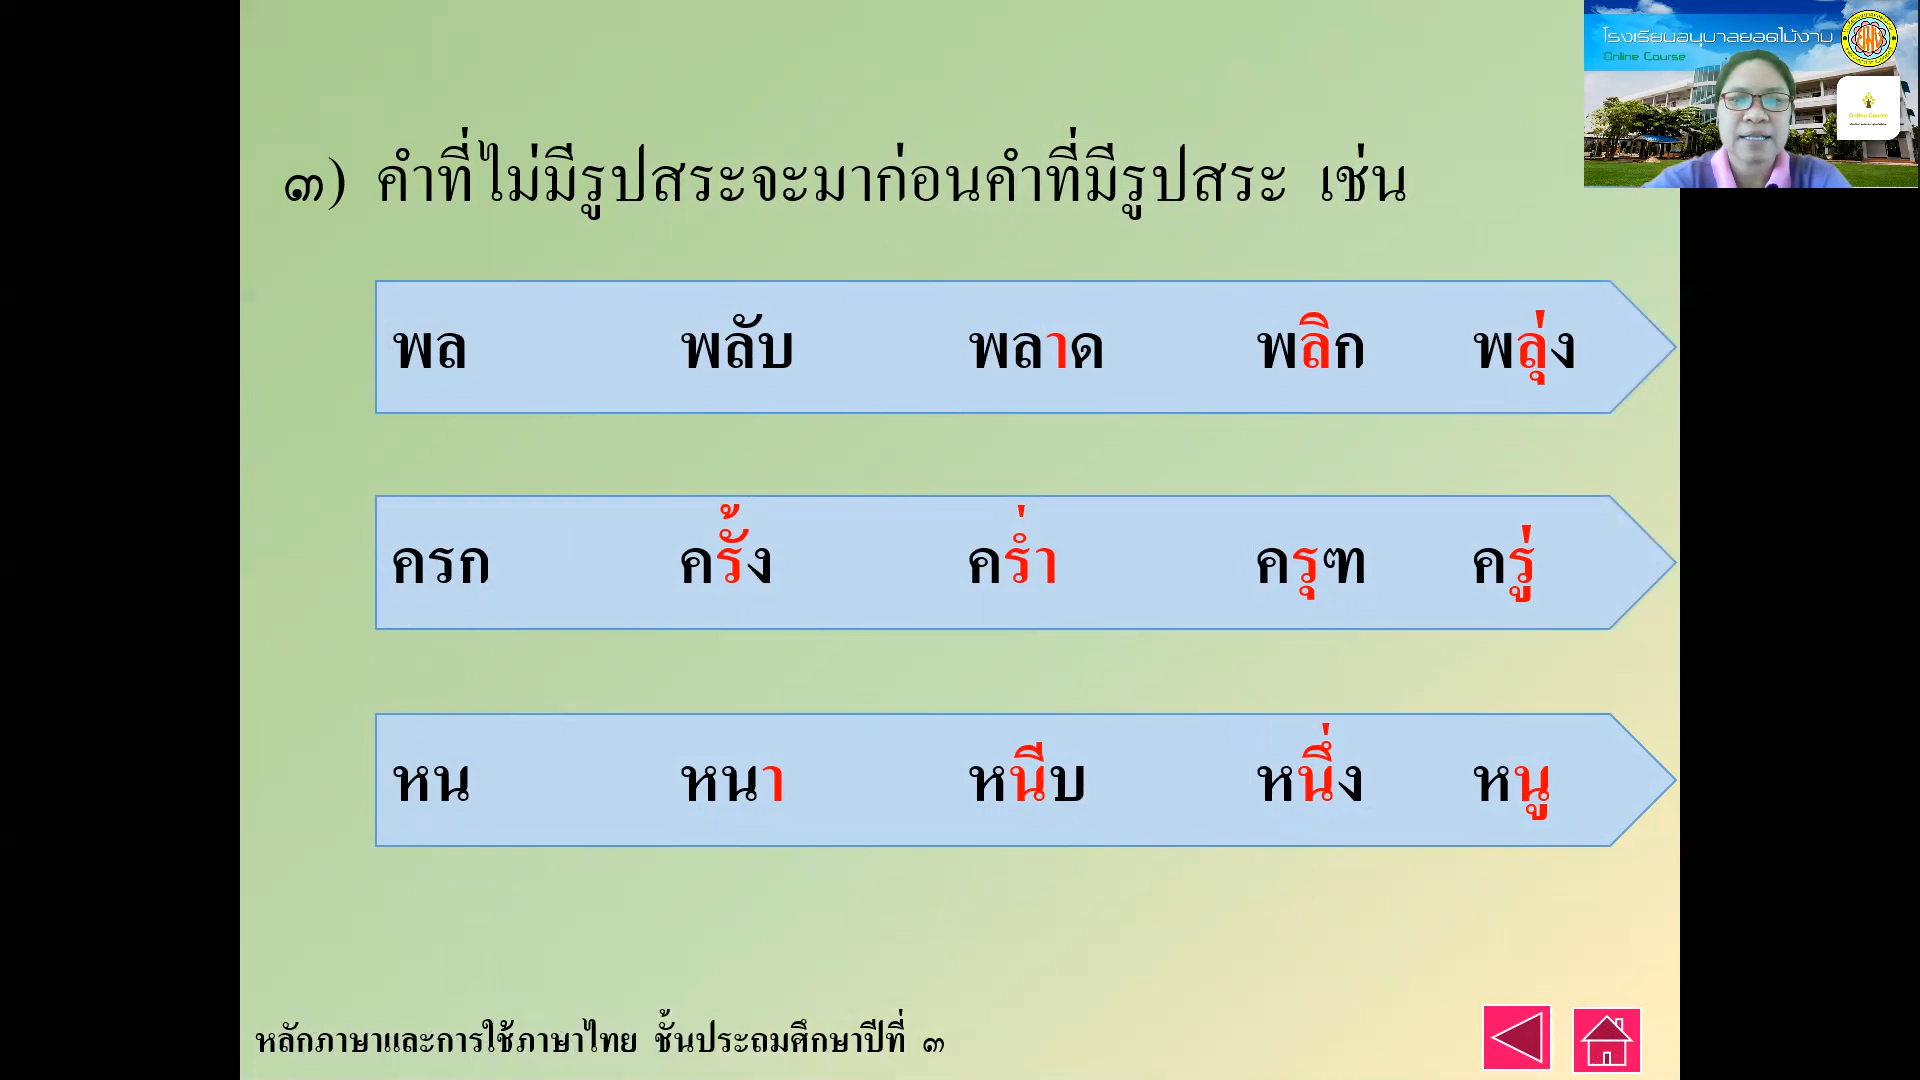 โรงเรียนอนุบาลยอดไม้งาม
Online Course
Online Course
๓) คำที่ไม่มีรูปสระจะมาก่อนคำที่มีรูปสระ เช่น
พล พลับ พลาด พลิก พลุ่ง
ครก ครั้ง คร่ำ ครุฑ ครู่
หน หนา หนีบ หนึ่ง หนู
หลักภาษาและการใช้ภาษาไทย ชั้นประถมศึกษาปีที่ ๓